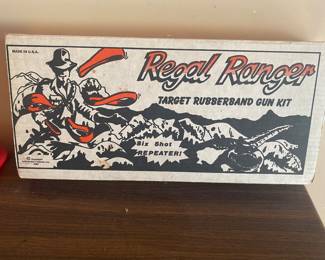 MADE IN U.S.A.
Regal Ranger
TARGET RUBBERBAND GUN KIT
Six Shot
REPEATER!